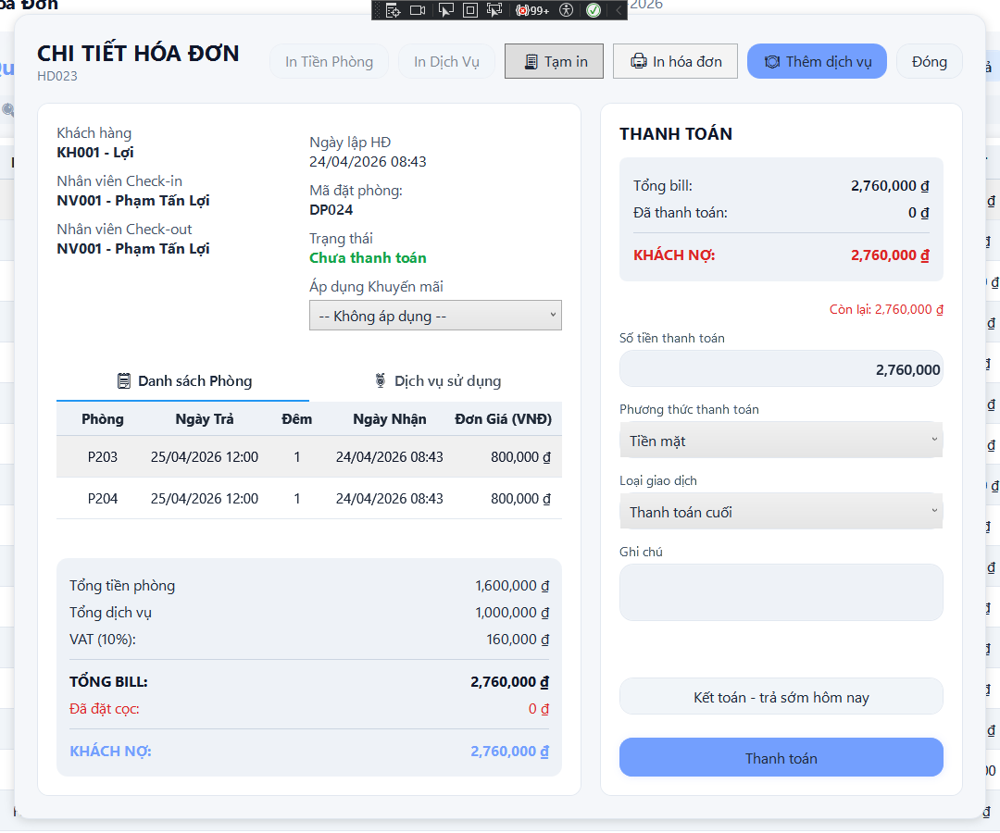 oá Đơn
99+
2026
CHI TIẾT HÓA ĐƠN
HD023
In Tiền Phòng
In Dịch Vụ
Tạm in
In hóa đơn
Thêm dịch vụ
Đóng
Khách hàng
KH001 - Lợi
Nhân viên Check-in
NV001 - Phạm Tấn Lợi
Nhân viên Check-out
NV001 - Phạm Tấn Lợi
Ngày lập HĐ
24/04/2026 08:43
Mã đặt phòng:
DP024
Trạng thái
Chưa thanh toán
Áp dụng Khuyến mãi
-- Không áp dụng --
Danh sách Phòng
Dịch vụ sử dụng
Phòng Ngày Trả Đêm Ngày Nhận Đơn Giá (VNĐ)
P203 25/04/2026 12:00 1 24/04/2026 08:43 800,000 ₫
P204 25/04/2026 12:00 1 24/04/2026 08:43 800,000 ₫
Tổng tiền phòng 1,600,000 ₫
Tổng dịch vụ 1,000,000 ₫
VAT (10%): 160,000 ₫
TỔNG BILL: 2,760,000 ₫
Đã đặt cọc: 0 ₫
KHÁCH NỢ: 2,760,000 ₫
THANH TOÁN
Tổng bill: 2,760,000 ₫
Đã thanh toán: 0 ₫
KHÁCH NỢ: 2,760,000 ₫
Còn lại: 2,760,000 ₫
Số tiền thanh toán
2,760,000
Phương thức thanh toán
Tiền mặt
Loại giao dịch
Thanh toán cuối
Ghi chú
Kết toán - trả sớm hôm nay
Thanh toán